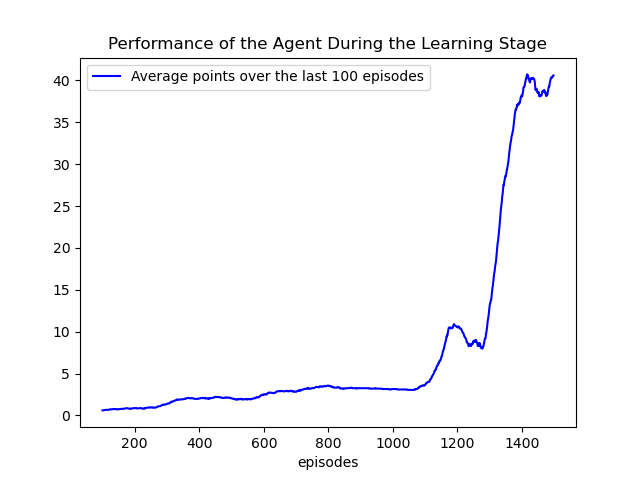 Performance of the Agent During the Learning Stage
Average points over the last 100 episodes
40
35
30
25
20
15
10
5
0
200 400 600 800 1000 1200 1400
episodes